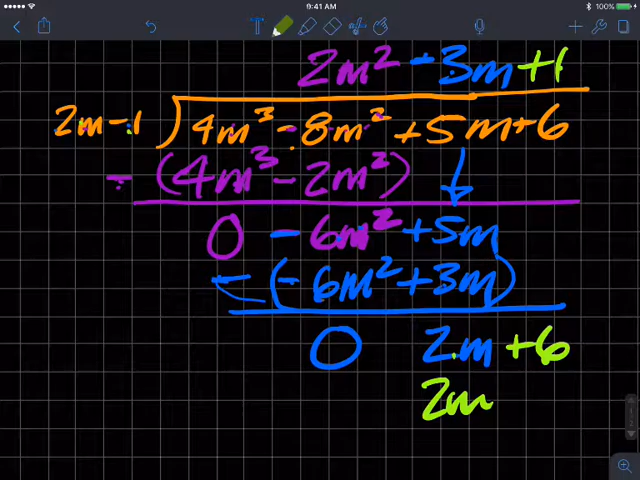 9:41 AM
100%
2m² - 3m + 1
2m - 1 ) 4m³ - 8m² + 5m + 6
- (4m³ - 2m²)
0 - 6m² + 5m
- (- 6m² + 3m)
0 2m + 6
2m